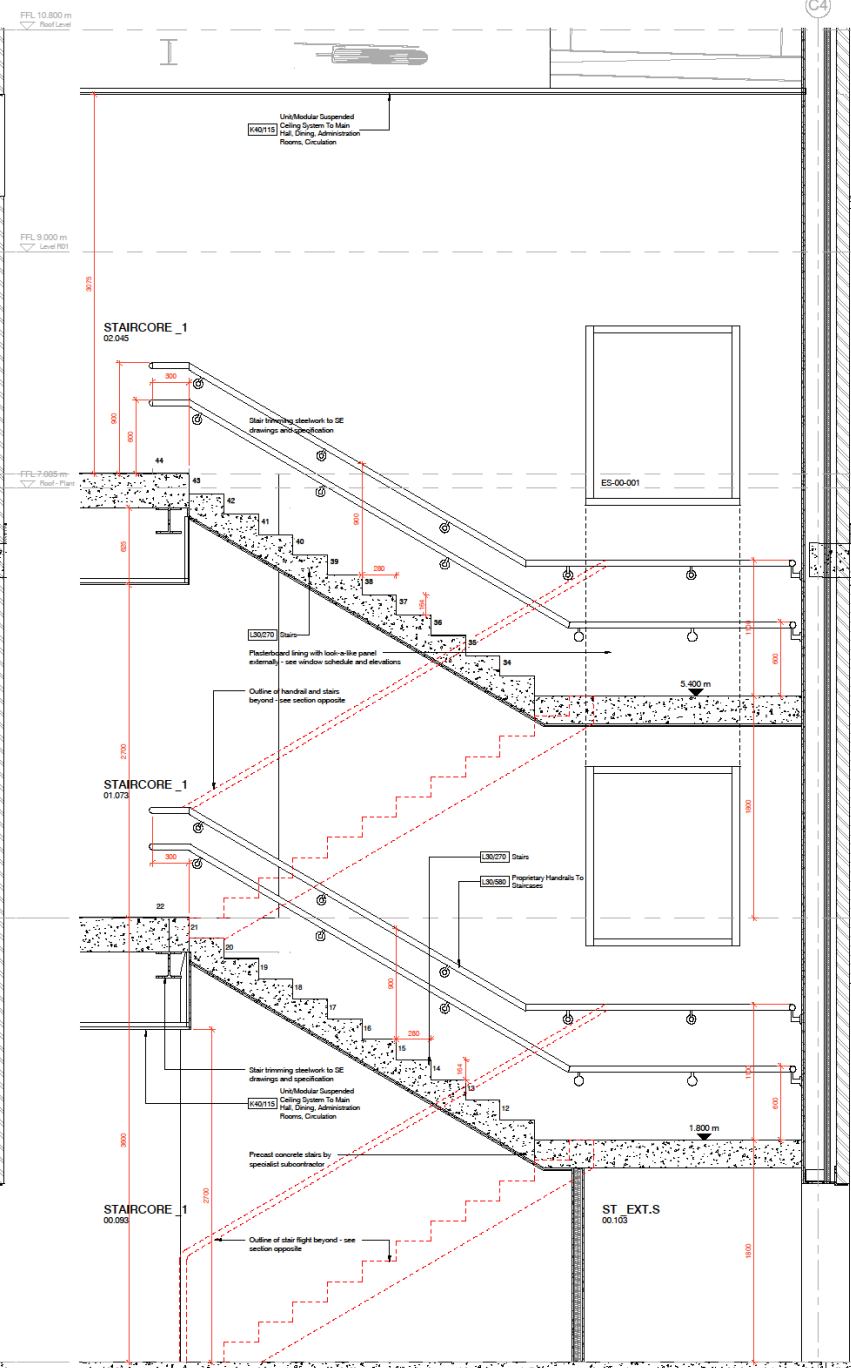 C4
FFL 10.800 m
Roof Level
K40/115
Unit/Modular Suspended
Ceiling System To Main
Hall, Dining, Administration
Rooms, Circulation
FFL 9.000 m
Level R01
3075
STAIRCORE _1
02.045
300
900
600
Stair trimming steelwork to SE
drawings and specification
44
FFL 7.085 m
Roof - Plant
43
42
41
40
39
38
37
36
35
34
ES-00-001
900
280
164
625
L30/270 Stairs
Plasterboard lining with look-a-like panel
externally - see window schedule and elevations
1100
600
5.400 m
Outline of handrail and stairs
beyond - see section opposite
2700
STAIRCORE _1
01.073
300
1800
L30/270 Stairs
L30/580
Proprietary Handrails To
Staircases
22
21
20
19
18
17
16
15
14
13
12
900
280
164
Stair trimming steelwork to SE
drawings and specification
K40/115
Unit/Modular Suspended
Ceiling System To Main
Hall, Dining, Administration
Rooms, Circulation
1100
600
1.800 m
Precast concrete stairs by
specialist subcontractor
3600
2700
STAIRCORE _1
00.093
ST_EXT.S
00.103
Outline of stair flight beyond - see
section opposite
1800